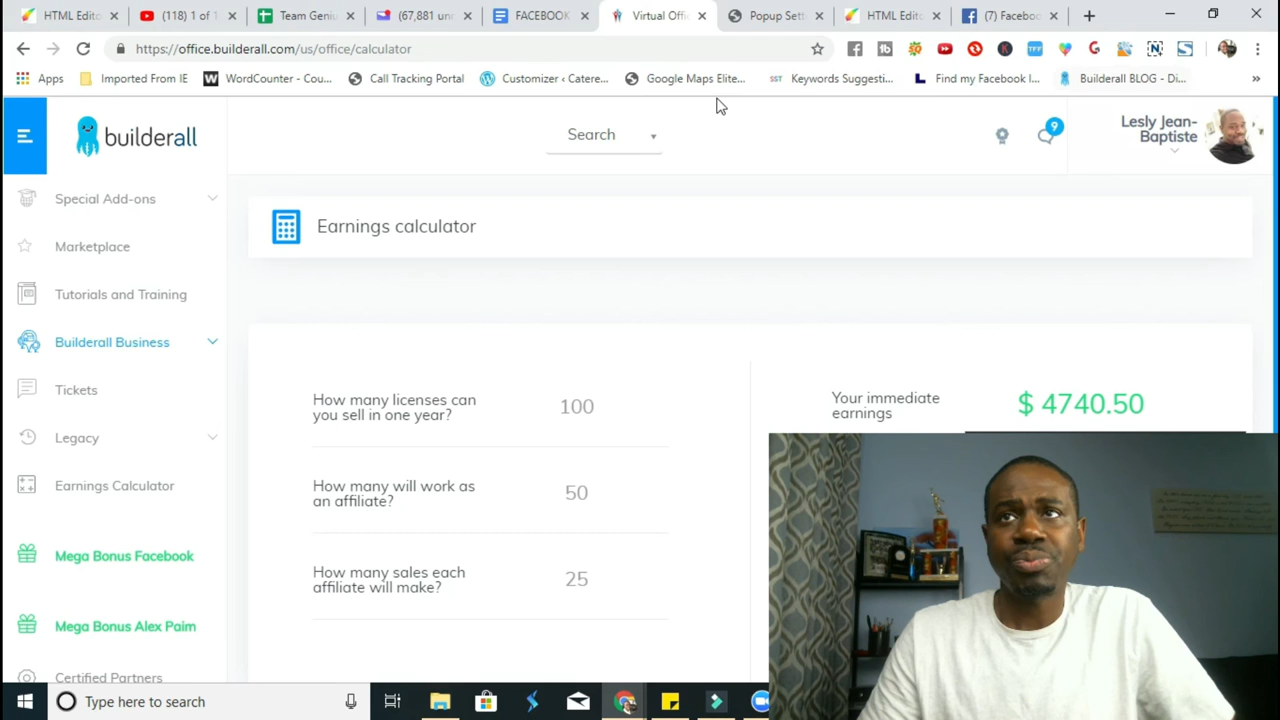 HTML Edito
(118) 1 of 1
Team Geniu
(67,881 unr
FACEBOOK
Virtual Offi
Popup Sett
HTML Edito
(7) Faceboo
https://office.builderall.com/us/office/calculator
Apps
Imported From IE
WordCounter - Cou...
Call Tracking Portal
Customizer ‹ Catere...
Google Maps Elite...
Keywords Suggesti...
Find my Facebook I...
Builderall BLOG - Di...
builderall
Search
9
Lesly Jean-
Baptiste
Special Add-ons
Marketplace
Tutorials and Training
Builderall Business
Tickets
Legacy
Earnings Calculator
Mega Bonus Facebook
Mega Bonus Alex Paim
Certified Partners
Earnings calculator
How many licenses can
you sell in one year?
100
How many will work as
an affiliate?
50
How many sales each
affiliate will make?
25
Your immediate
earnings
$ 4740.50
Type here to search